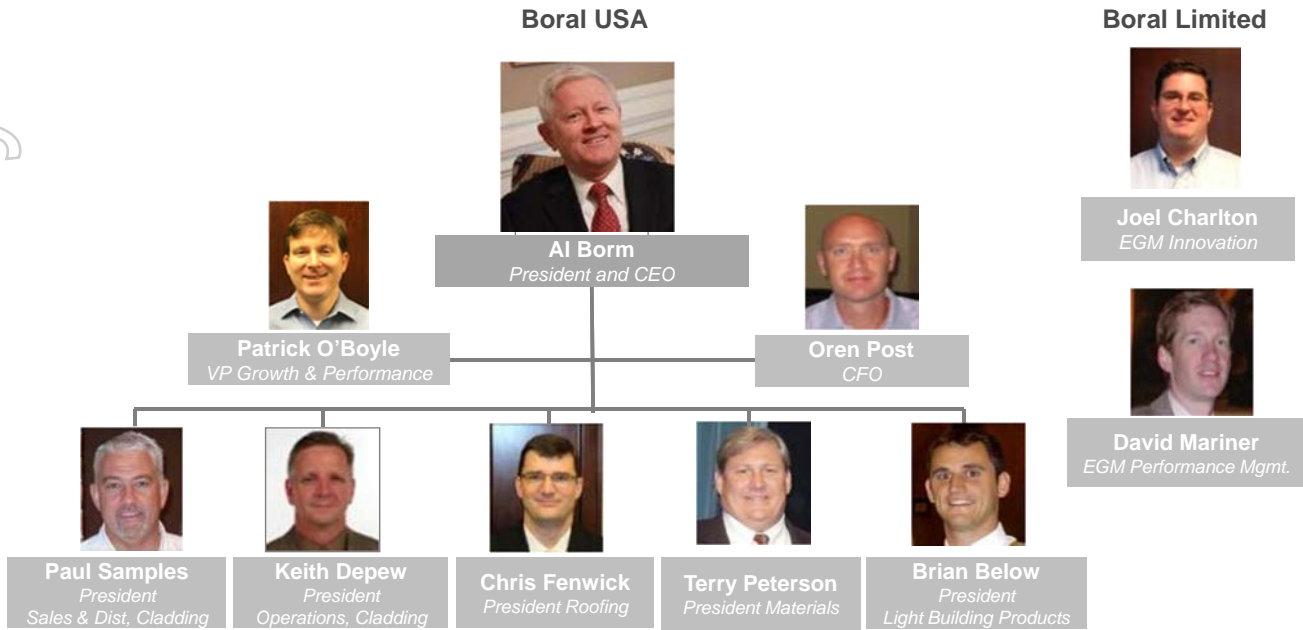 Boral USA
Boral Limited
Al Borm
President and CEO
Joel Charlton
EGM Innovation
Patrick O’Boyle
VP Growth & Performance
Oren Post
CFO
David Mariner
EGM Performance Mgmt.
Paul Samples
President
Sales & Dist, Cladding
Keith Depew
President
Operations, Cladding
Chris Fenwick
President Roofing
Terry Peterson
President Materials
Brian Below
President
Light Building Products